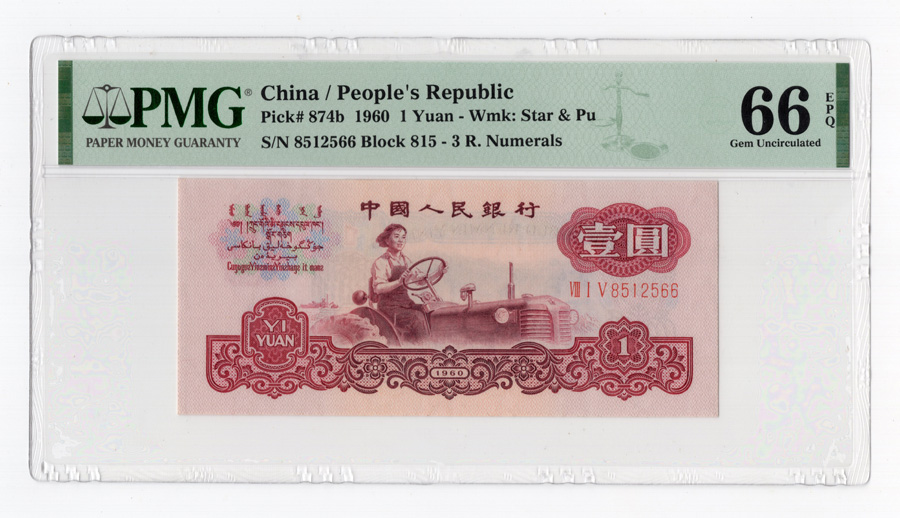 PMG®
PAPER MONEY GUARANTY
China / People's Republic
Pick# 874b 1960 1 Yuan - Wmk: Star & Pu
S/N 8512566 Block 815 - 3 R. Numerals
66 EPQ
Gem Uncirculated
中國人民銀行
壹圓
VIII I V 8512566
YI
YUAN
1960
1